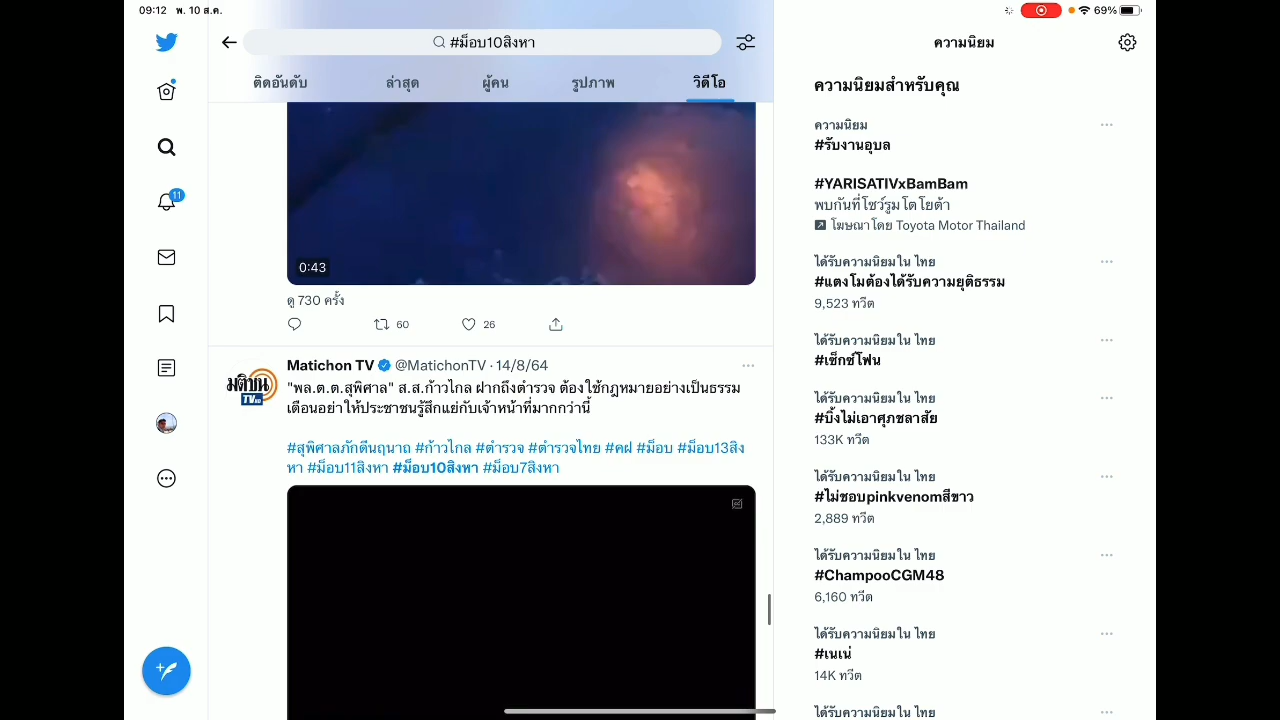 09:12 พ. 10 ส.ค.
69%
#ม็อบ10สิงหา
ความนิยม
ติดอันดับ
ล่าสุด
ผู้คน
รูปภาพ
วิดีโอ
11
0:43
ดู 730 ครั้ง
60
26
Matichon TV @MatichonTV · 14/8/64
"พล.ต.ต.สุพิศาล" ส.ส.ก้าวไกล ฝากถึงตำรวจ ต้องใช้กฎหมายอย่างเป็นธรรม
เตือนอย่าให้ประชาชนรู้สึกแย่กับเจ้าหน้าที่มากกว่านี้
#สุพิศาลภักดีนฤนาถ #ก้าวไกล #ตำรวจ #ตำรวจไทย #คฝ #ม็อบ #ม็อบ13สิง
หา #ม็อบ11สิงหา #ม็อบ10สิงหา #ม็อบ7สิงหา
มติชน
TV HD
ความนิยมสำหรับคุณ
ความนิยม
#รับงานอุบล
#YARISATIVxBamBam
พบกันที่โชว์รูมโตโยต้า
โฆษณาโดย Toyota Motor Thailand
ได้รับความนิยมใน ไทย
#แตงโมต้องได้รับความยุติธรรม
9,523 ทวีต
ได้รับความนิยมใน ไทย
#เซ็กซ์โฟน
ได้รับความนิยมใน ไทย
#บิ้งไม่เอาศุภชลาสัย
133K ทวีต
ได้รับความนิยมใน ไทย
#ไม่ชอบpinkvenomสีขาว
2,889 ทวีต
ได้รับความนิยมใน ไทย
#ChampooCGM48
6,160 ทวีต
ได้รับความนิยมใน ไทย
#เนเน่
14K ทวีต
ได้รับความนิยมใน ไทย